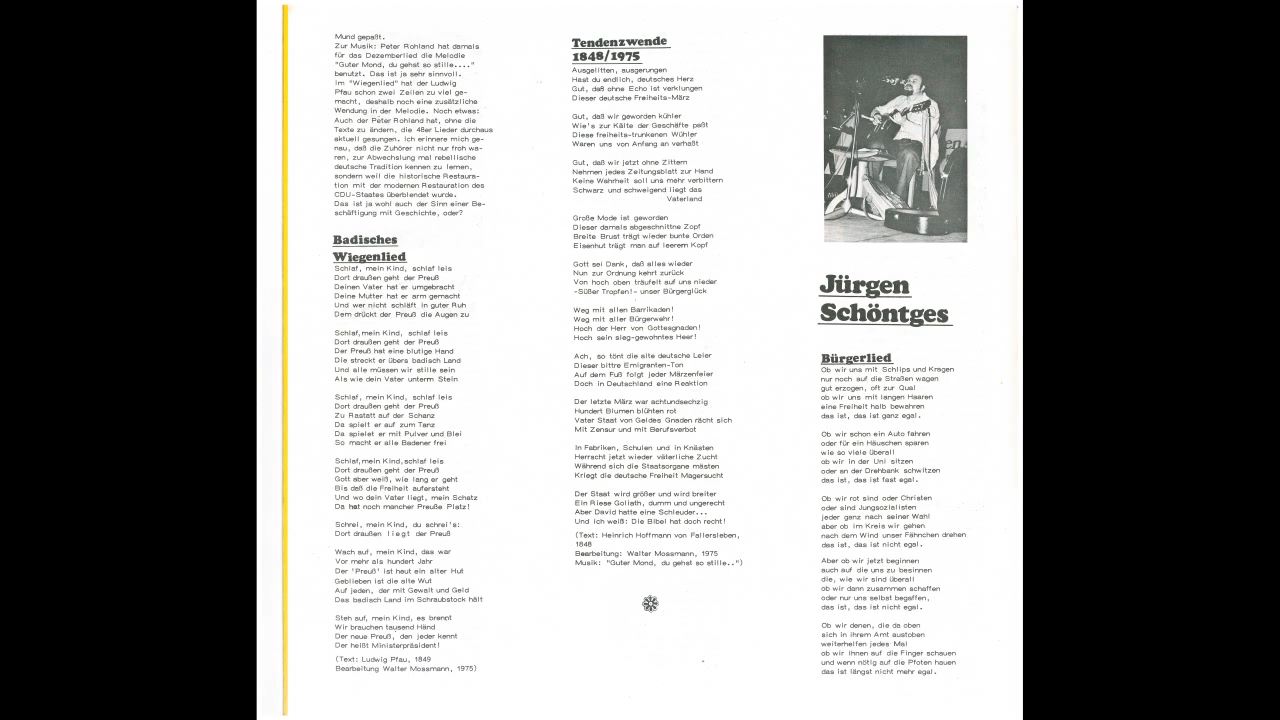 Mund gepaßt.
Zur Musik: Peter Rohland hat damals
für das Dezemberlied die Melodie
"Guter Mond, du gehst so stille...."
benutzt. Das ist ja sehr sinnvoll.
Im "Wiegenlied" hat der Ludwig
Pfau schon zwei Zeilen zu viel ge-
macht, deshalb noch eine zusätzliche
Wendung in der Melodie. Noch etwas:
Auch der Peter Rohland hat, ohne die
Texte zu ändern, die 48er Lieder durchaus
aktuell gesungen. Ich erinnere mich ge-
nau, daß die Zuhörer nicht nur froh wa-
ren, zur Abwechslung mal rebellische
deutsche Tradition kennen zu lernen,
sondern weil die historische Restaura-
tion mit der modernen Restauration des
CDU-Staates überblendet wurde.
Das ist ja wohl auch der Sinn einer Be-
schäftigung mit Geschichte, oder?
Badisches
Wiegenlied
Schlaf, mein Kind, schlaf leis
Dort draußen geht der Preuß
Deinen Vater hat er umgebracht
Deine Mutter hat er arm gemacht
Und wer nicht schläft in guter Ruh
Dem drückt der Preuß die Augen zu
Schlaf,mein Kind, schlaf leis
Dort draußen geht der Preuß
Der Preuß hat eine blutige Hand
Die streckt er übers badisch Land
Und alle müssen wir stille sein
Als wie dein Vater unterm Stein
Schlaf, mein Kind, schlaf leis
Dort draußen geht der Preuß
Zu Rastatt auf der Schanz
Da spielt er auf zum Tanz
Da spielet er mit Pulver und Blei
So macht er alle Badener frei
Schlaf,mein Kind,schlaf leis
Dort draußen geht der Preuß
Gott aber weiß, wie lang er geht
Bis daß die Freiheit aufersteht
Und wo dein Vater liegt, mein Schatz
Da hat noch mancher Preuße Platz!
Schrei, mein Kind, du schrei's:
Dort draußen l i e g t der Preuß
Wach auf, mein Kind, das war
Vor mehr als hundert Jahr
Der 'Preuß' ist heut ein alter Hut
Geblieben ist die alte Wut
Auf jeden, der mit Gewalt und Geld
Das badisch Land im Schraubstock hält
Steh auf, mein Kind, es brennt
Wir brauchen tausend Händ
Der neue Preuß, den jeder kennt
Der heißt Ministerpräsident!
(Text: Ludwig Pfau, 1849
Bearbeitung Walter Mossmann, 1975)
Tendenzwende
1848/1975
Ausgelitten, ausgerungen
Hast du endlich, deutsches Herz
Gut, daß ohne Echo ist verklungen
Dieser deutsche Freiheits-März
Gut, daß wir geworden kühler
Wie's zur Kälte der Geschäfte paßt
Diese freiheits-trunkenen Wühler
Waren uns von Anfang an verhaßt
Gut, daß wir jetzt ohne Zittern
Nehmen jedes Zeitungsblatt zur Hand
Keine Wahrheit soll uns mehr verbittern
Schwarz und schweigend liegt das
Vaterland
Große Mode ist geworden
Dieser damals abgeschnittne Zopf
Breite Brust trägt wieder bunte Orden
Eisenhut trägt man auf leerem Kopf
Gott sei Dank, daß alles wieder
Nun zur Ordnung kehrt zurück
Von hoch oben träufelt auf uns nieder
-Süßer Tropfen!- unser Bürgerglück
Weg mit allen Barrikaden!
Weg mit aller Bürgerwehr!
Hoch der Herr von Gottesgnaden!
Hoch sein sieg-gewohntes Heer!
Ach, so tönt die alte deutsche Leier
Dieser bittre Emigranten-Ton
Auf dem Fuß folgt jeder Märzenfeier
Doch in Deutschland eine Reaktion
Der letzte März war achtundsechzig
Hundert Blumen blühten rot
Vater Staat von Geldes Gnaden rächt sich
Mit Zensur und mit Berufsverbot
In Fabriken, Schulen und in Knästen
Herrscht jetzt wieder väterliche Zucht
Während sich die Staatsorgane mästen
Kriegt die deutsche Freiheit Magersucht
Der Staat wird größer und wird breiter
Ein Riese Goliath, dumm und ungerecht
Aber David hatte eine Schleuder...
Und ich weiß: Die Bibel hat doch recht!
(Text: Heinrich Hoffmann von Fallersleben,
1848
Bearbeitung: Walter Mossmann, 1975
Musik: "Guter Mond, du gehst so stille..")
Jürgen
Schöntges
Bürgerlied
Ob wir uns mit Schlips und Kragen
nur noch auf die Straßen wagen
gut erzogen, oft zur Qual
ob wir uns mit langen Haaren
eine Freiheit halb bewahren
das ist, das ist ganz egal.
Ob wir schon ein Auto fahren
oder für ein Häuschen sparen
wie so viele überall
ob wir in der Uni sitzen
oder an der Drehbank schwitzen
das ist, das ist fast egal.
Ob wir rot sind oder Christen
oder sind Jungsozialisten
jeder ganz nach seiner Wahl
aber ob im Kreis wir gehen
nach dem Wind unser Fähnchen drehen
das ist, das ist nicht egal.
Aber ob wir jetzt beginnen
auch auf die uns zu besinnen
die, wie wir sind überall
ob wir dann zusammen schaffen
oder nur uns selbst begaffen,
das ist, das ist nicht egal.
Ob wir denen, die da oben
sich in ihrem Amt austoben
weiterhelfen jedes Mal
ob wir ihnen auf die Finger schauen
und wenn nötig auf die Pfoten hauen
das ist längst nicht mehr egal.